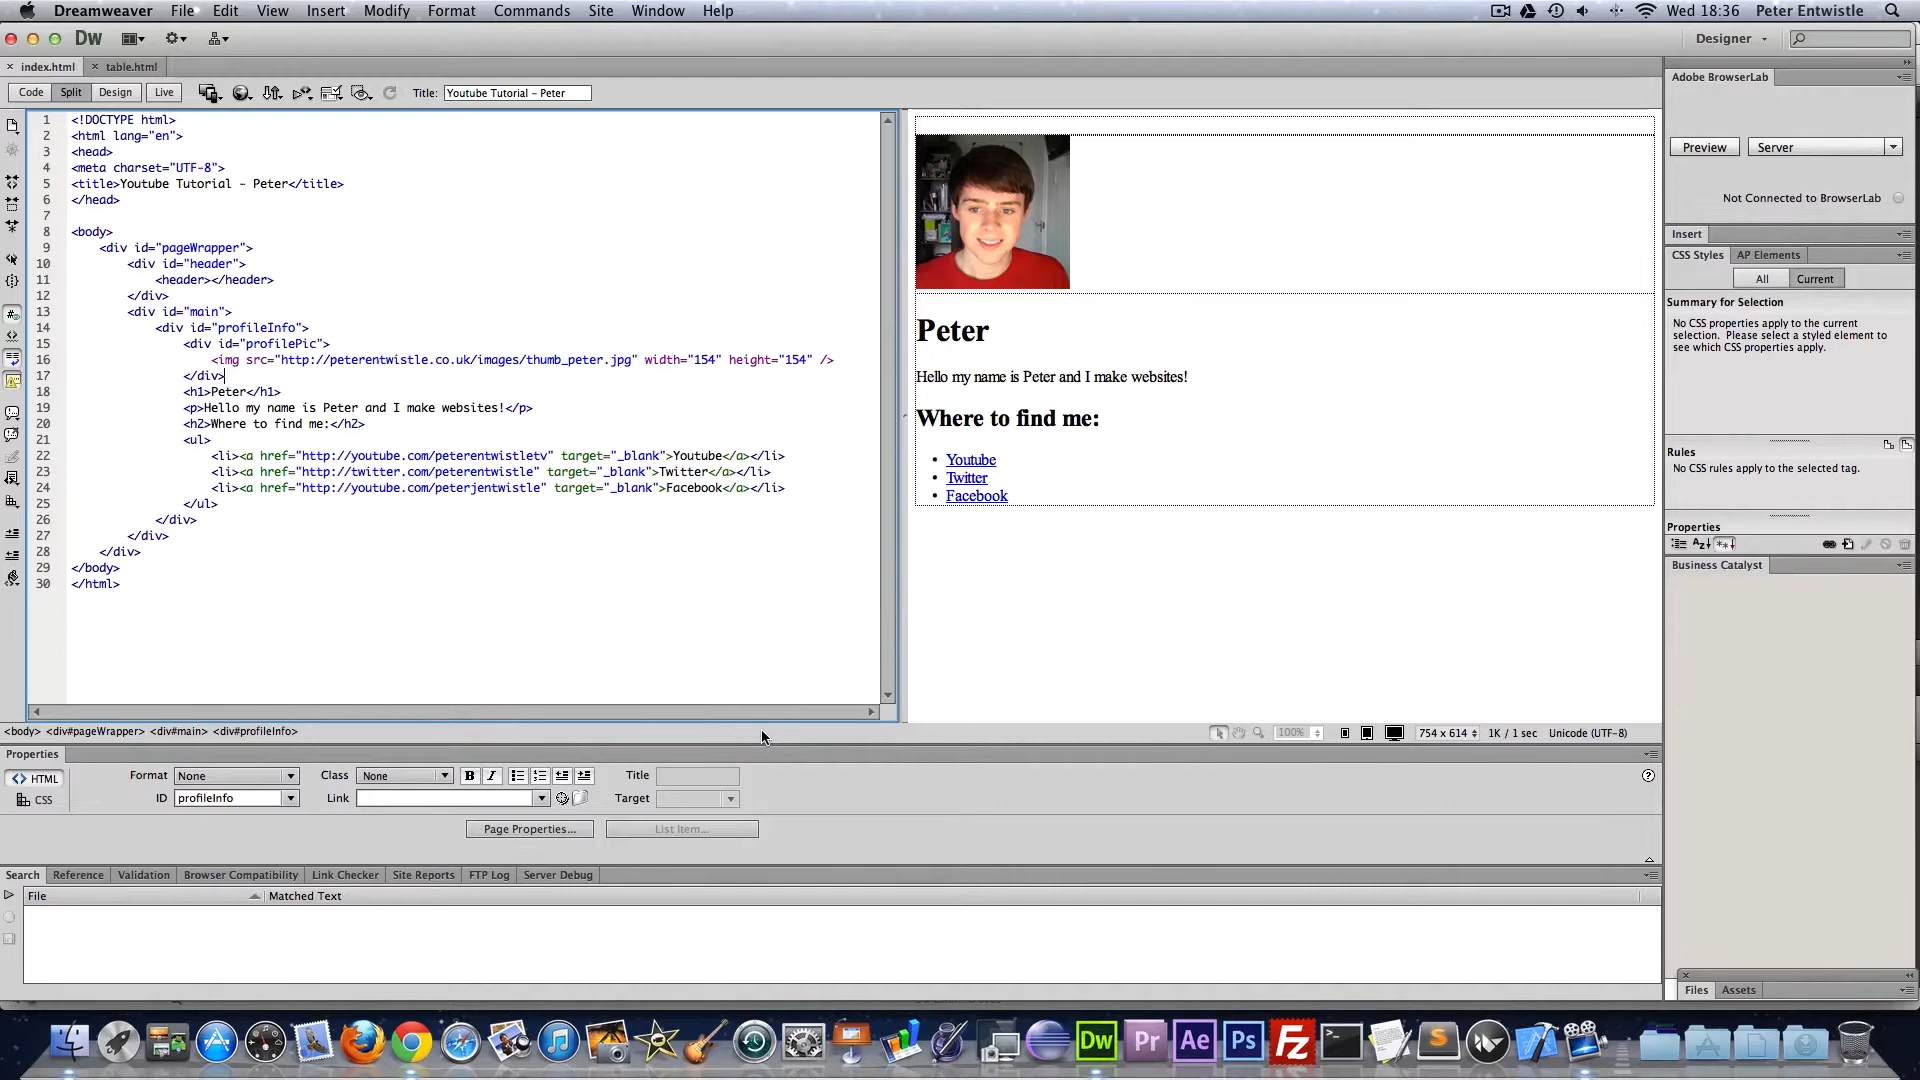 Dreamweaver File Edit View Insert Modify Format Commands Site Window Help Wed 18:36 Peter Entwistle
Dw Designer
index.html table.html
Code Split Design Live Title: Youtube Tutorial - Peter
1 <!DOCTYPE html>
2 <html lang="en">
3 <head>
4 <meta charset="UTF-8">
5 <title>Youtube Tutorial - Peter</title>
6 </head>
7
8 <body>
9 <div id="pageWrapper">
10 <div id="header">
11 <header></header>
12 </div>
13 <div id="main">
14 <div id="profileInfo">
15 <div id="profilePic">
16 <img src="http://peterentwistle.co.uk/images/thumb_peter.jpg" width="154" height="154" />
17 </div>
18 <h1>Peter</h1>
19 <p>Hello my name is Peter and I make websites!</p>
20 <h2>Where to find me:</h2>
21 <ul>
22 <li><a href="http://youtube.com/peterentwistletv" target="_blank">Youtube</a></li>
23 <li><a href="http://twitter.com/peterentwistle" target="_blank">Twitter</a></li>
24 <li><a href="http://youtube.com/peterjentwistle" target="_blank">Facebook</a></li>
25 </ul>
26 </div>
27 </div>
28 </div>
29 </body>
30 </html>
Peter
Hello my name is Peter and I make websites!
Where to find me:
• Youtube
• Twitter
• Facebook
Adobe BrowserLab
Preview Server
Not Connected to BrowserLab
Insert
CSS Styles AP Elements
All Current
Summary for Selection
No CSS properties apply to the current
selection. Please select a styled element to
see which CSS properties apply.
Rules
No CSS rules apply to the selected tag.
Properties
Business Catalyst
<body> <div#pageWrapper> <div#main> <div#profileInfo> 100% 754 x 614 1K / 1 sec Unicode (UTF-8)
Properties
<> HTML Format None Class None B I Title
CSS ID profileInfo Link Target
Page Properties... List Item...
Search Reference Validation Browser Compatibility Link Checker Site Reports FTP Log Server Debug
File Matched Text
Files Assets
Dw Pr Ae Ps Fz S